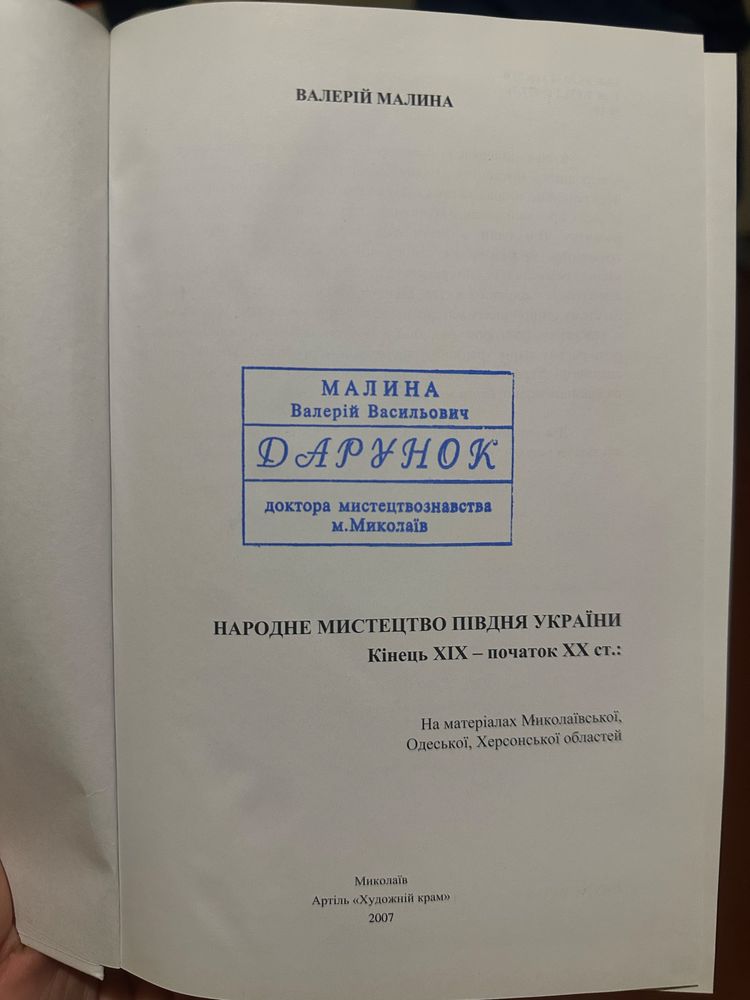 ВАЛЕРІЙ МАЛИНА
МАЛИНА
Валерій Васильович
ДАРУНОК
доктора мистецтвознавства
м.Миколаїв
НАРОДНЕ МИСТЕЦТВО ПІВДНЯ УКРАЇНИ
Кінець XIX – початок XX ст.:
На матеріалах Миколаївської,
Одеської, Херсонської областей
Миколаїв
Артіль «Художній крам»
2007